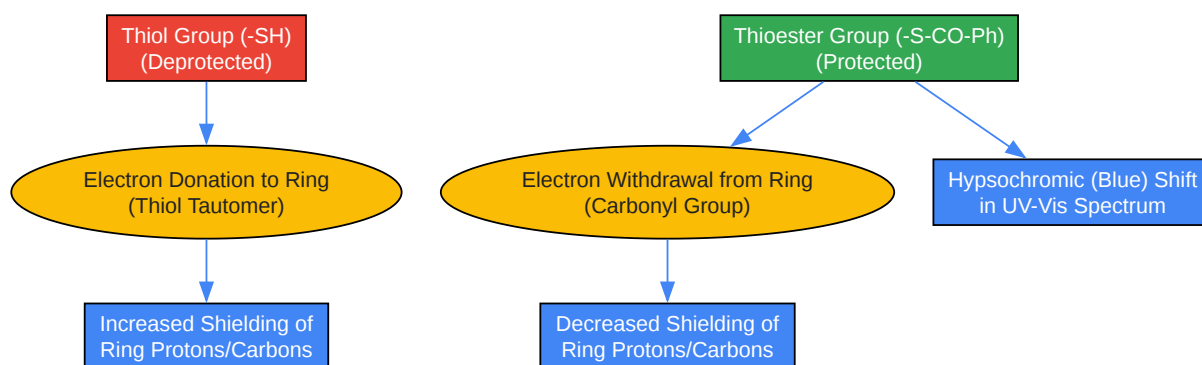 Thiol Group (-SH)
(Deprotected)
Thioester Group (-S-CO-Ph)
(Protected)
Electron Donation to Ring
(Thiol Tautomer)
Electron Withdrawal from Ring
(Carbonyl Group)
Hypsochromic (Blue) Shift
in UV-Vis Spectrum
Increased Shielding of
Ring Protons/Carbons
Decreased Shielding of
Ring Protons/Carbons